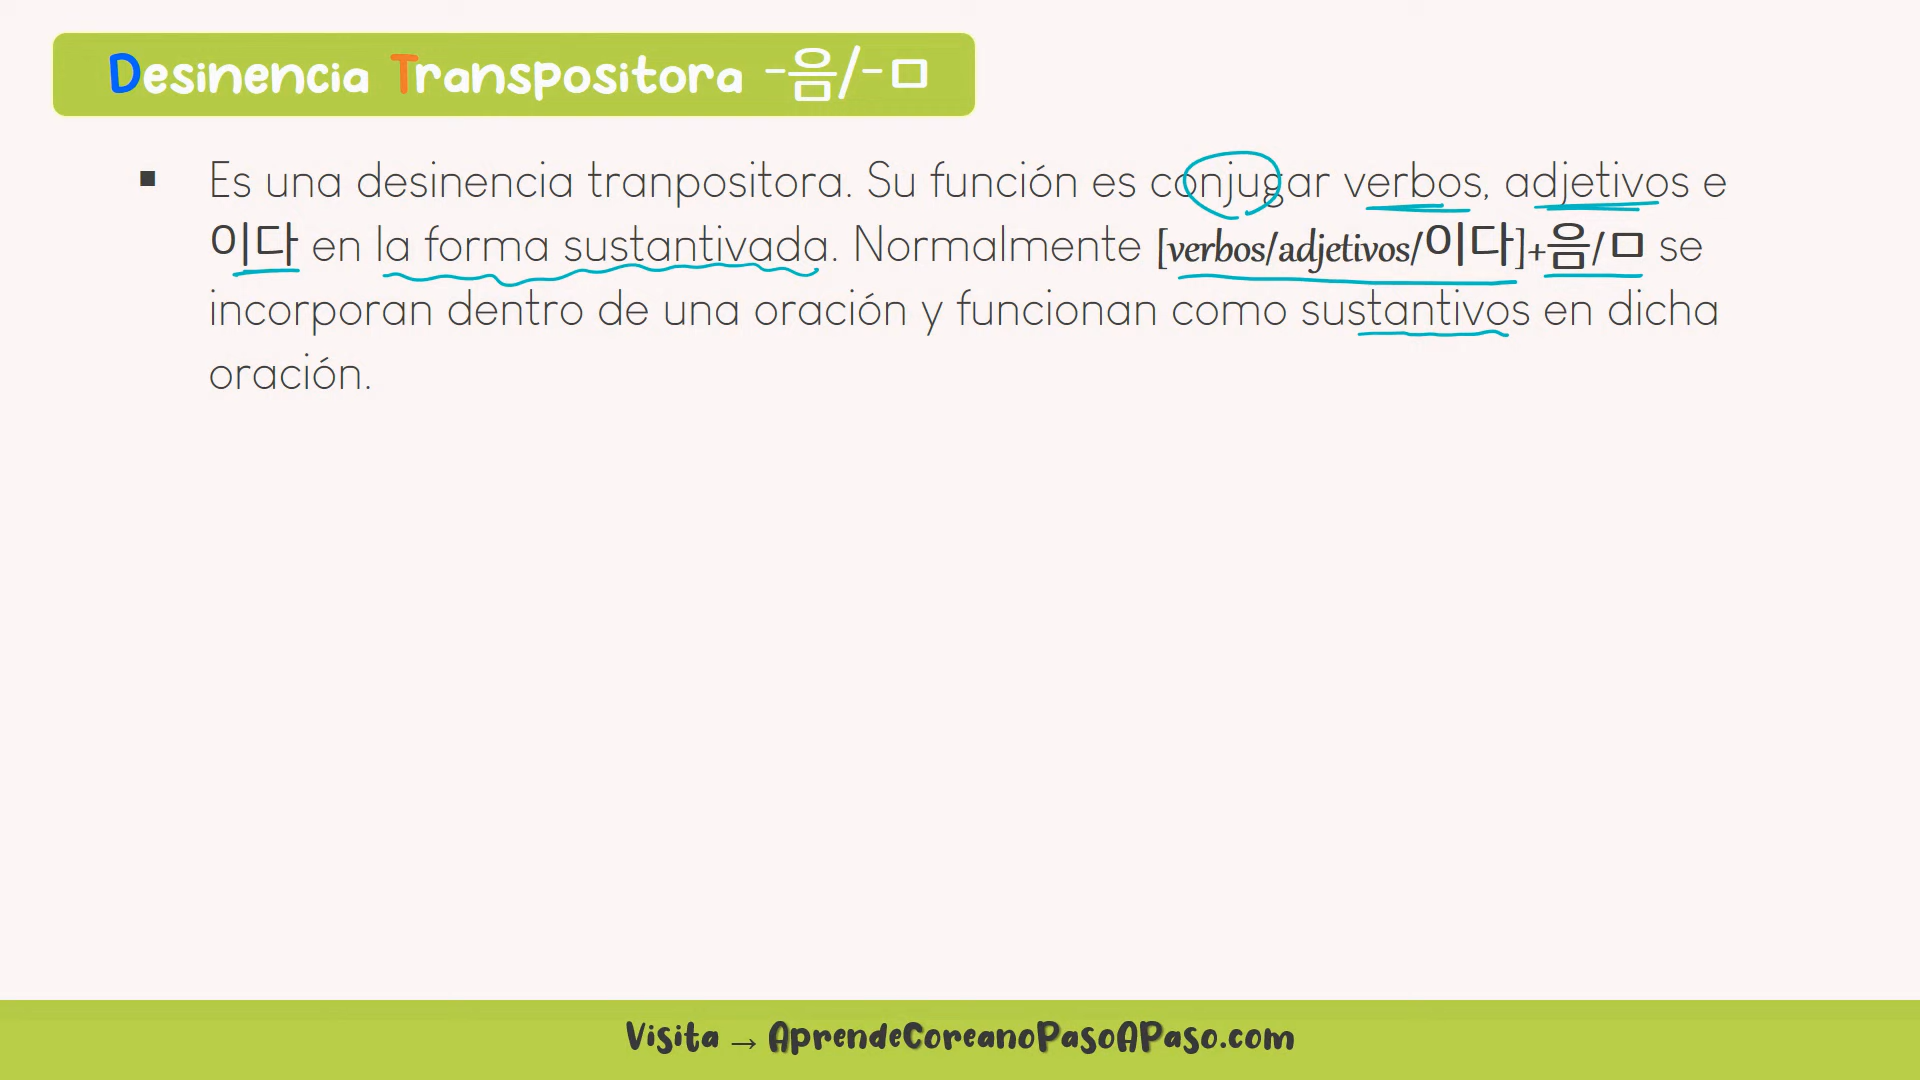 Desinencia Transpositora -음/-ㅁ
▪ Es una desinencia tranpositora. Su función es conjugar verbos, adjetivos e
이다 en la forma sustantivada. Normalmente [verbos/adjetivos/이다]+음/ㅁ se
incorporan dentro de una oración y funcionan como sustantivos en dicha
oración.
Visita → AprendeCoreanoPasoAPaso.com